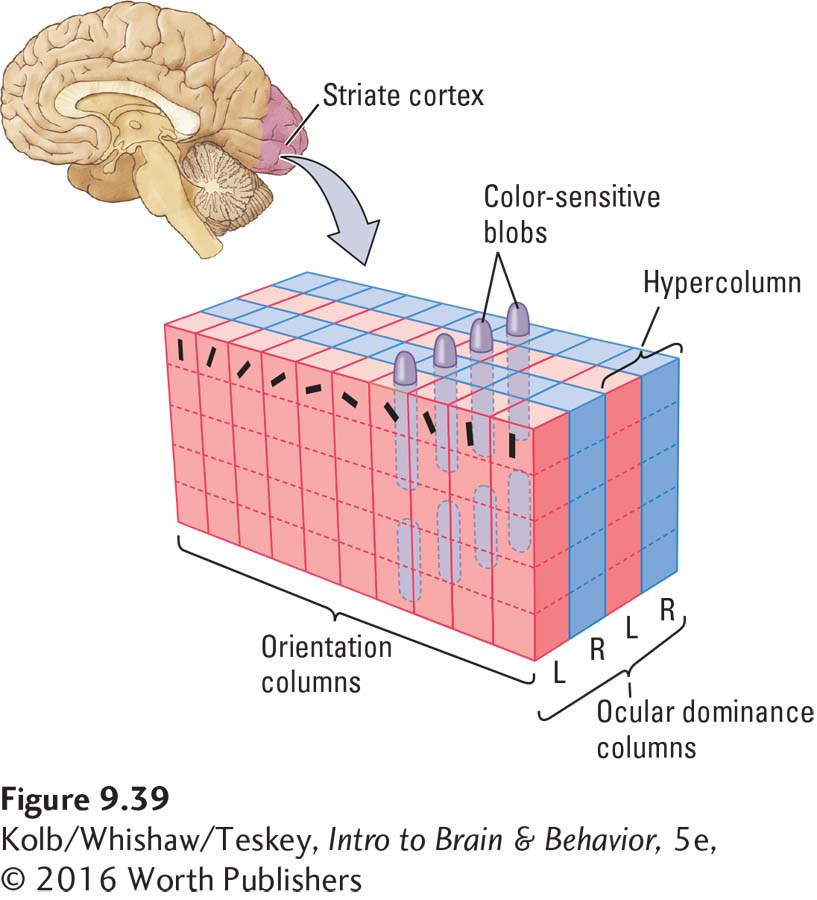 Striate cortex
Color-sensitive
blobs
Hypercolumn
Orientation
columns
L
R
L
R
Ocular dominance
columns
Figure 9.39
Kolb/Whishaw/Teskey, Intro to Brain & Behavior, 5e,
© 2016 Worth Publishers